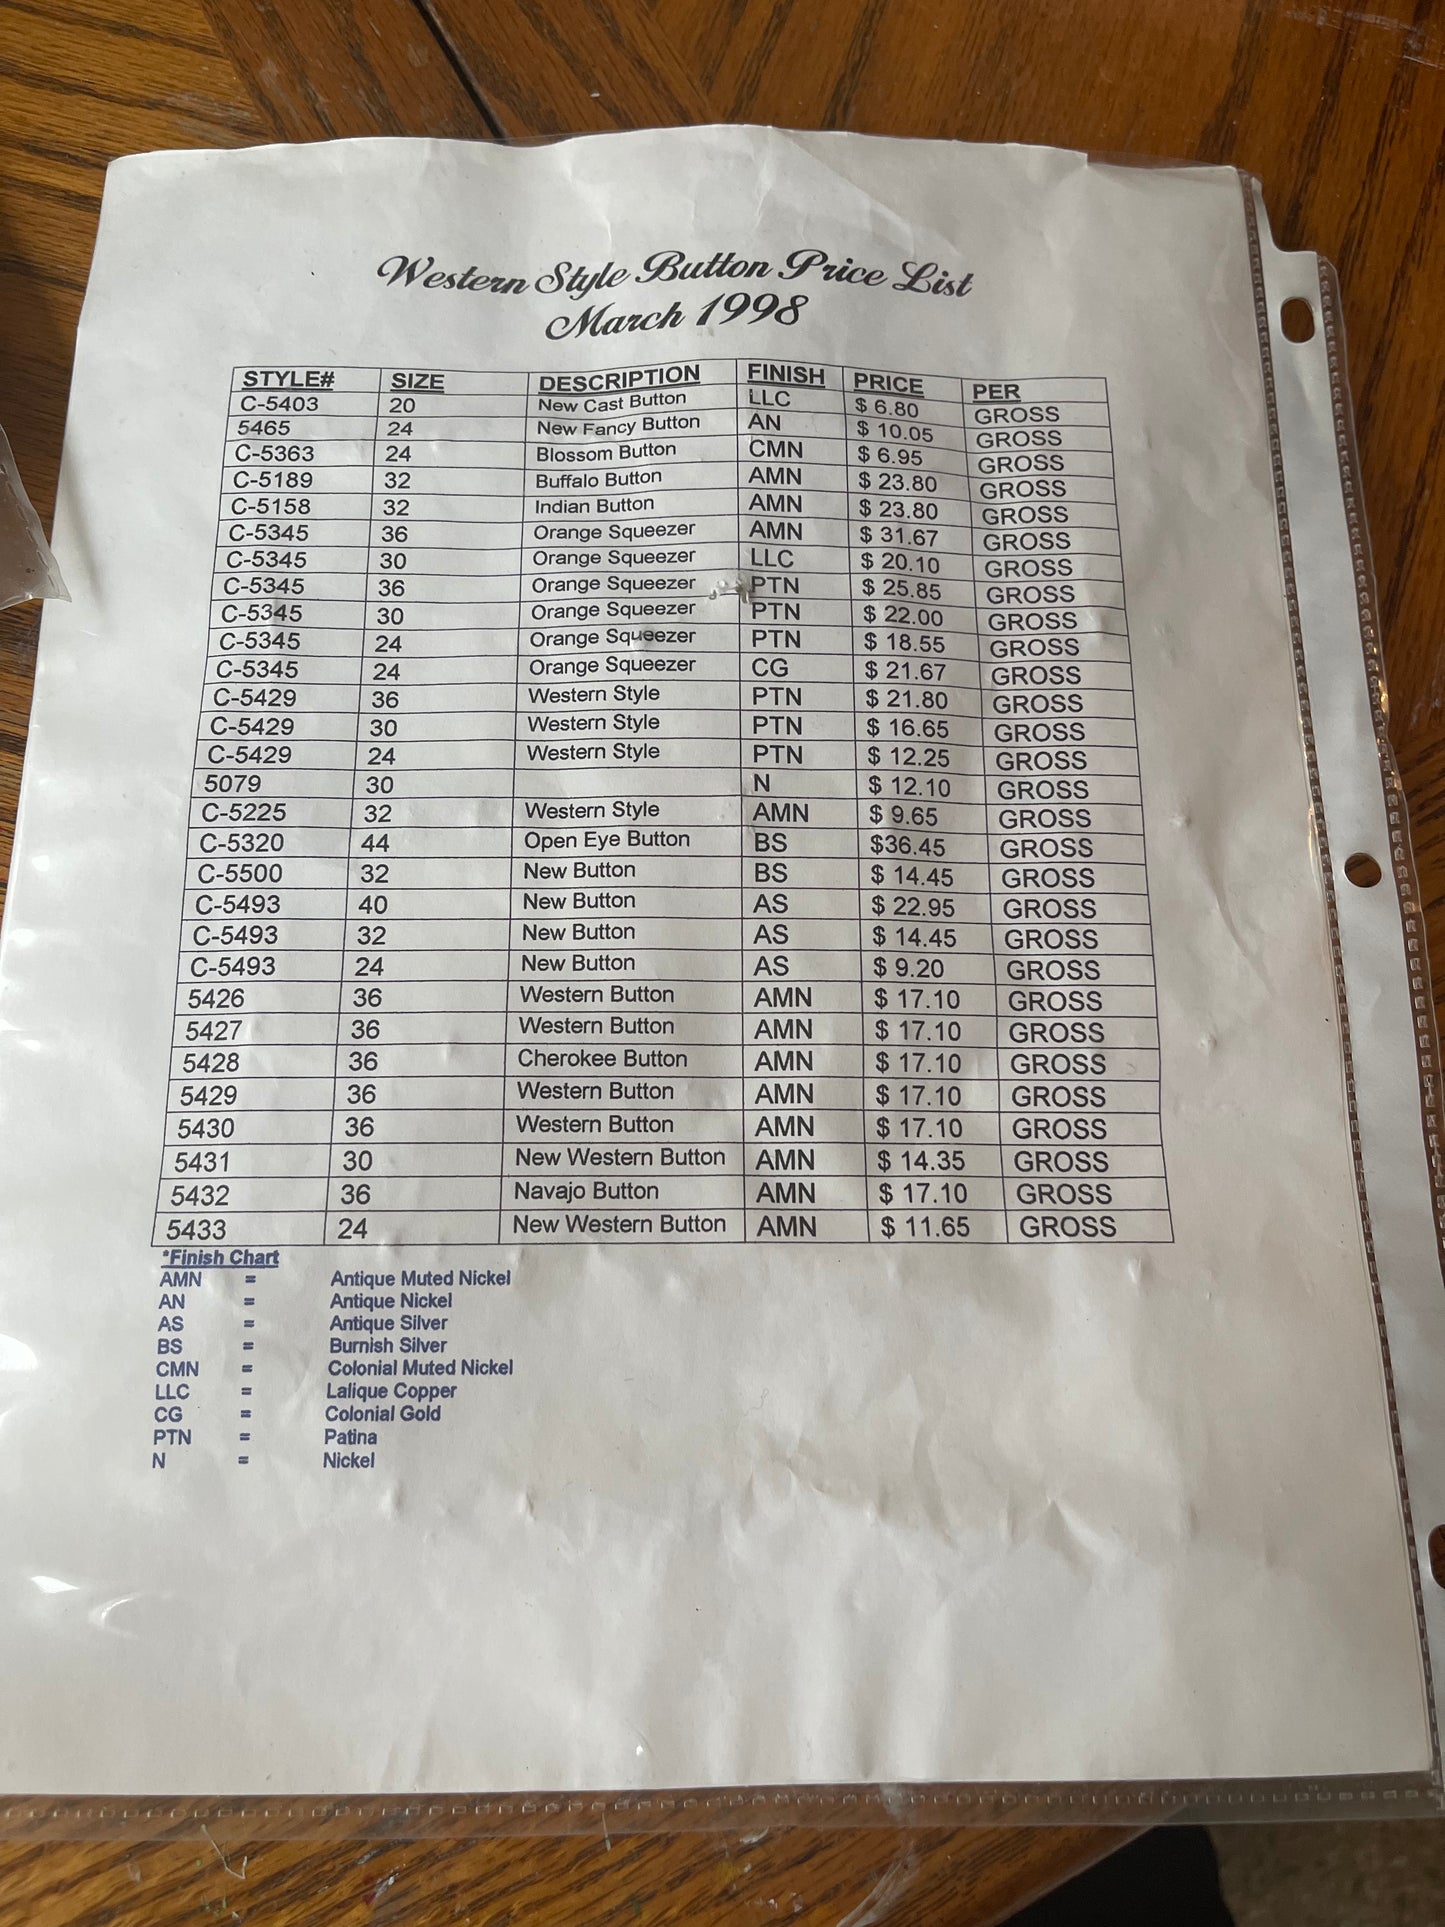 Western Style Button Price List
March 1998
STYLE# SIZE DESCRIPTION FINISH PRICE PER
C-5403 20 New Cast Button LLC $ 6.80 GROSS
5465 24 New Fancy Button AN $ 10.05 GROSS
C-5363 24 Blossom Button CMN $ 6.95 GROSS
C-5189 32 Buffalo Button AMN $ 23.80 GROSS
C-5158 32 Indian Button AMN $ 23.80 GROSS
C-5345 36 Orange Squeezer AMN $ 31.67 GROSS
C-5345 30 Orange Squeezer LLC $ 20.10 GROSS
C-5345 36 Orange Squeezer PTN $ 25.85 GROSS
C-5345 30 Orange Squeezer PTN $ 22.00 GROSS
C-5345 24 Orange Squeezer PTN $ 18.55 GROSS
C-5345 24 Orange Squeezer CG $ 21.67 GROSS
C-5429 36 Western Style PTN $ 21.80 GROSS
C-5429 30 Western Style PTN $ 16.65 GROSS
C-5429 24 Western Style PTN $ 12.25 GROSS
5079 30 N $ 12.10 GROSS
C-5225 32 Western Style AMN $ 9.65 GROSS
C-5320 44 Open Eye Button BS $36.45 GROSS
C-5500 32 New Button BS $ 14.45 GROSS
C-5493 40 New Button AS $ 22.95 GROSS
C-5493 32 New Button AS $ 14.45 GROSS
C-5493 24 New Button AS $ 9.20 GROSS
5426 36 Western Button AMN $ 17.10 GROSS
5427 36 Western Button AMN $ 17.10 GROSS
5428 36 Cherokee Button AMN $ 17.10 GROSS
5429 36 Western Button AMN $ 17.10 GROSS
5430 36 Western Button AMN $ 17.10 GROSS
5431 30 New Western Button AMN $ 14.35 GROSS
5432 36 Navajo Button AMN $ 17.10 GROSS
5433 24 New Western Button AMN $ 11.65 GROSS
*Finish Chart
AMN = Antique Muted Nickel
AN = Antique Nickel
AS = Antique Silver
BS = Burnish Silver
CMN = Colonial Muted Nickel
LLC = Lalique Copper
CG = Colonial Gold
PTN = Patina
N = Nickel